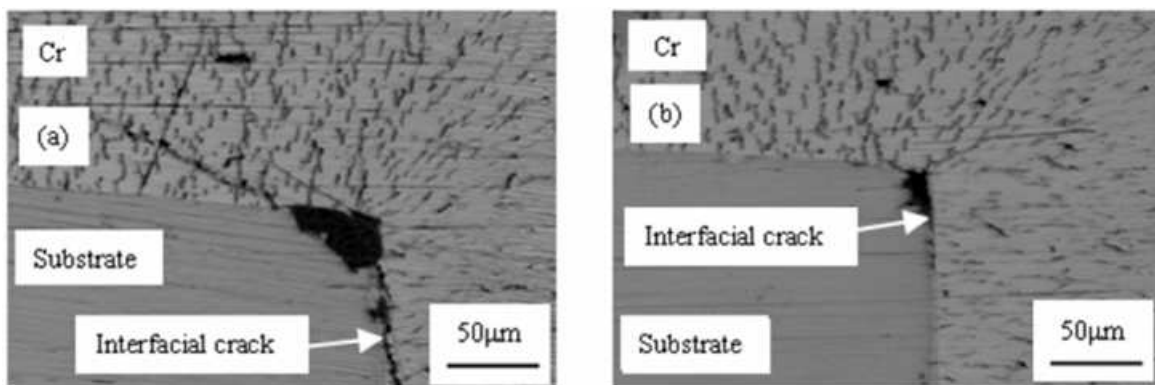 Cr
(a)
Substrate
Interfacial crack
50μm
Cr
(b)
Interfacial crack
Substrate
50μm